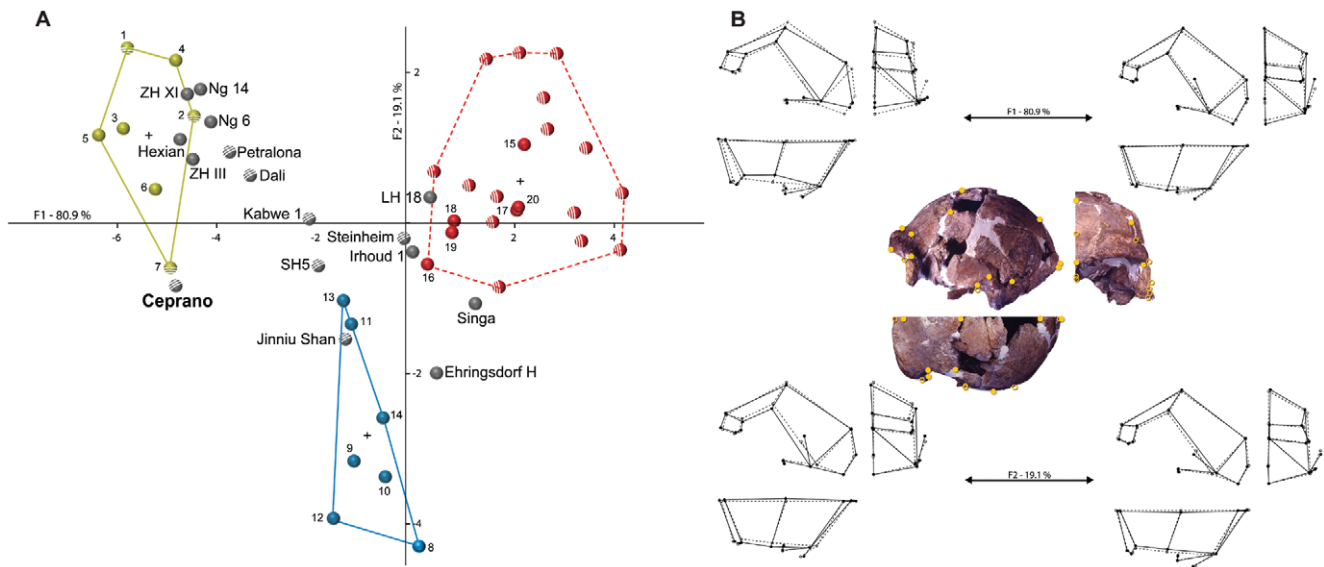 A
B
1
4
ZH XI
Ng 14
3
2
5
Ng 6
Hexian
Petralona
ZH III
6
Dali
F1 - 80.9 %
-6
-4
-2
2
Kabwe 1
7
Ceprano
SH5
Steinheim
Irhoud 1
LH 18
F2 - 19.1 %
2
15
20
17
18
19
16
Singa
13
11
Jinniu Shan
-2
Ehringsdorf H
14
9
10
12
-4
8
F1 - 80.9 %
F2 - 19.1 %